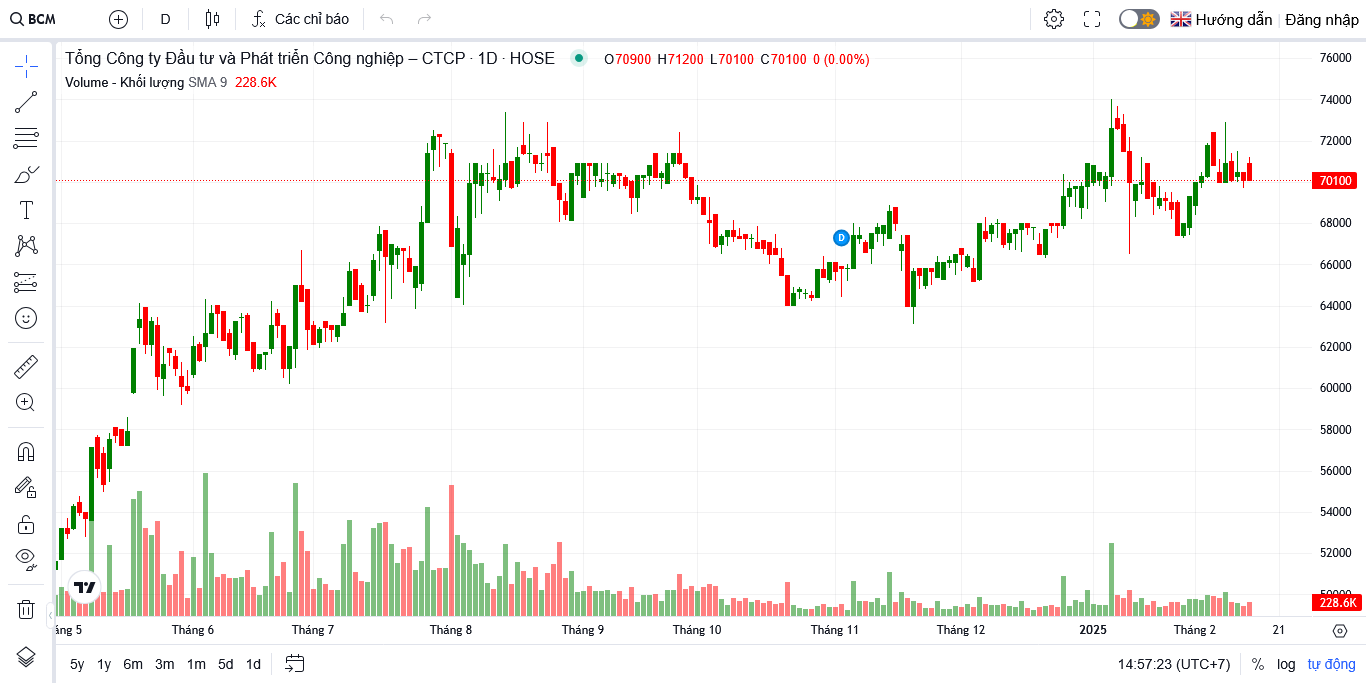 BCM D Các chỉ báo Hướng dẫn Đăng nhập
Tổng Công ty Đầu tư và Phát triển Công nghiệp – CTCP · 1D · HOSE O70900 H71200 L70100 C70100 0 (0.00%)
Volume - Khối lượng SMA 9 228.6K
76000
74000
72000
70100
68000
66000
64000
62000
60000
58000
56000
54000
52000
50000
228.6K
D
áng 5 Tháng 6 Tháng 7 Tháng 8 Tháng 9 Tháng 10 Tháng 11 Tháng 12 2025 Tháng 2 21
5y 1y 6m 3m 1m 5d 1d 14:57:23 (UTC+7) % log tự động